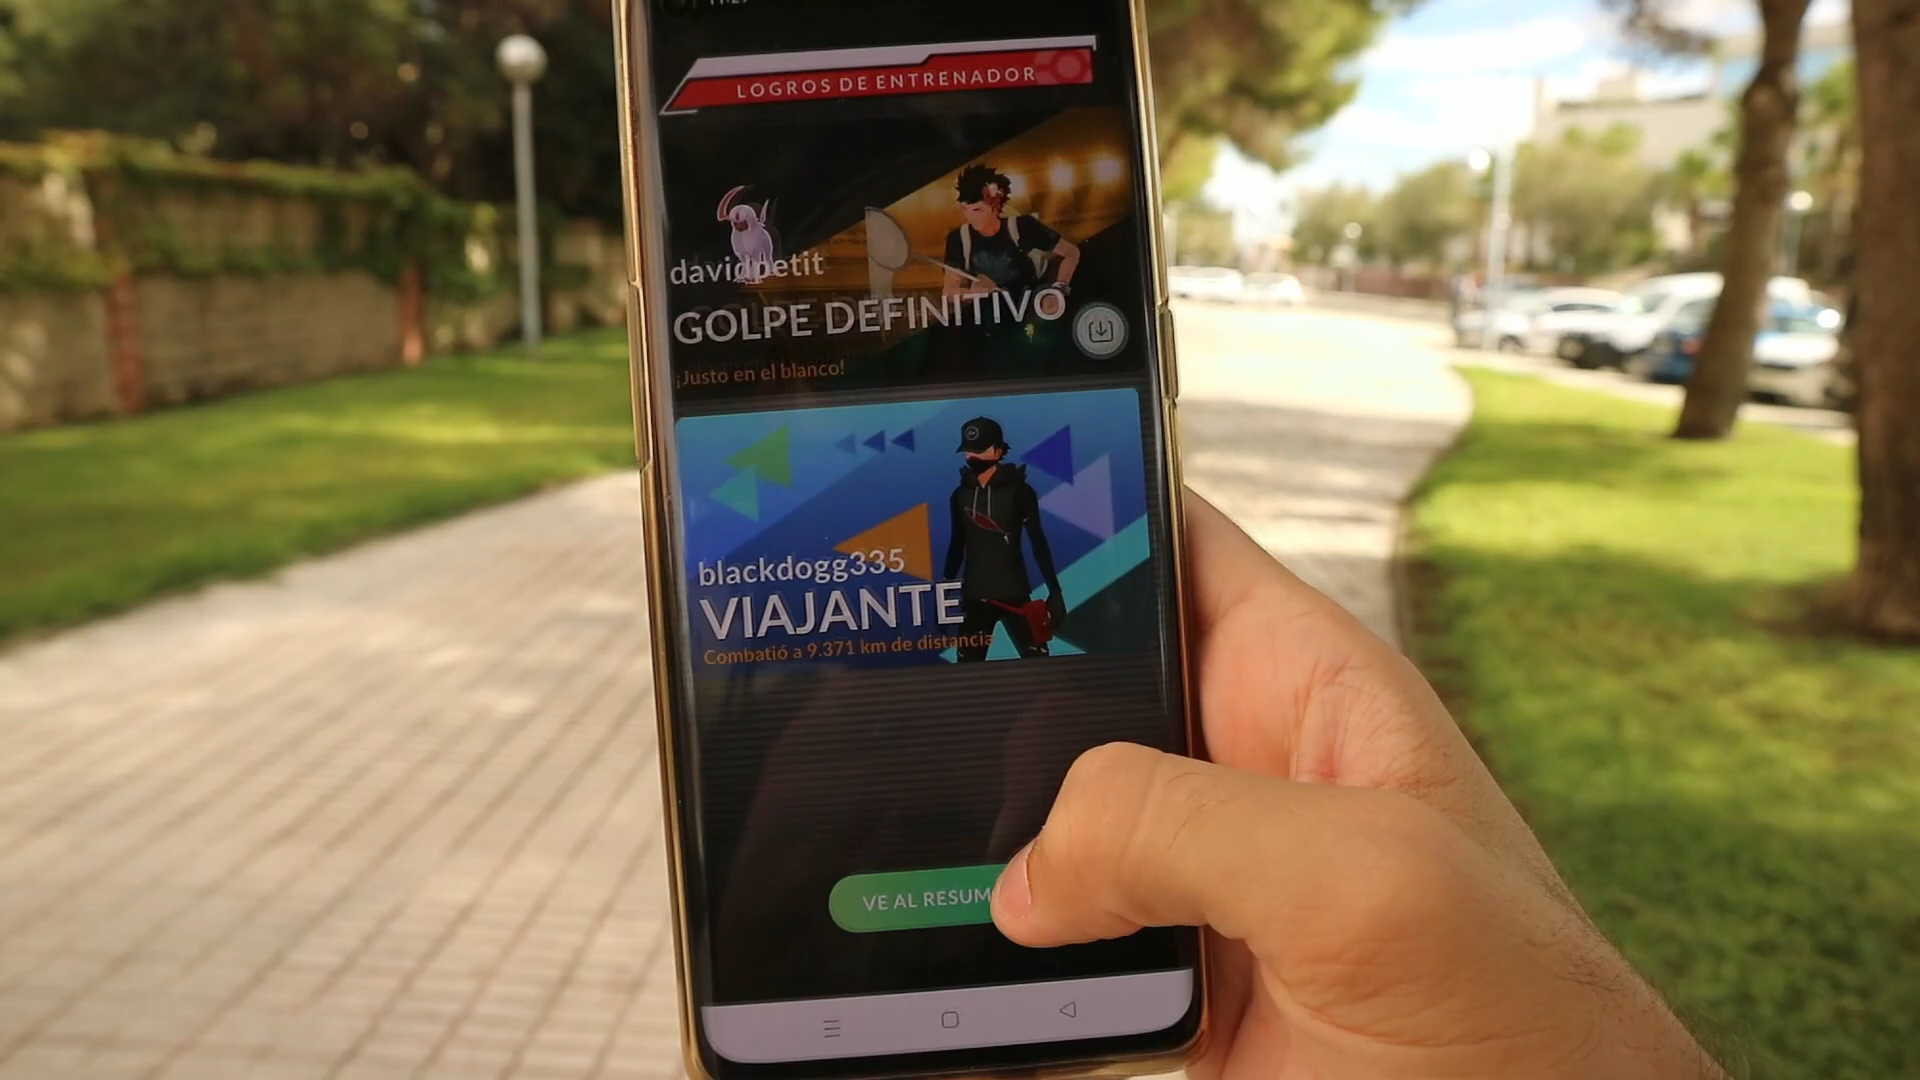 LOGROS DE ENTRENADOR
davidpetit
GOLPE DEFINITIVO
¡Justo en el blanco!
blackdogg335
VIAJANTE
Combatió a 9.371 km de distancia
VE AL RESUM